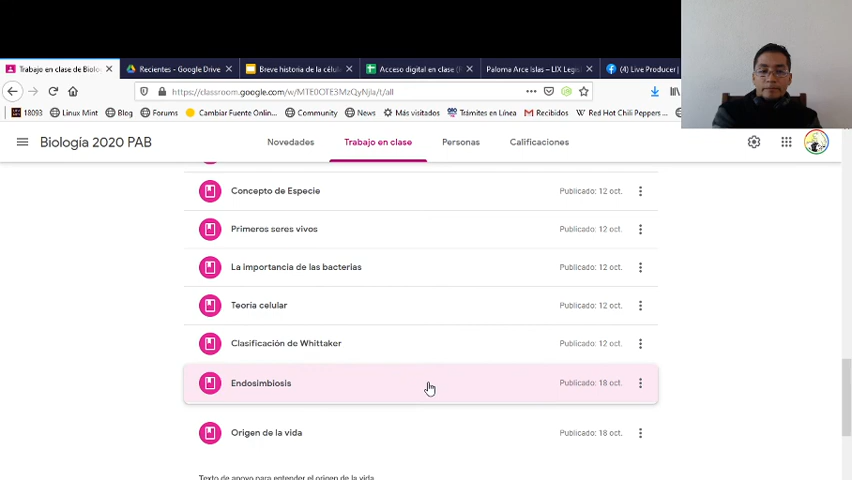 Trabajo en clase de Biolo
Recientes - Google Drive
Breve historia de la célula
Acceso digital en clase (
Paloma Arce Islas – LIX Legis
(4) Live Producer |
https://classroom.google.com/w/MTE0OTE3MzQyNjIa/t/all
18093
Linux Mint
Blog
Forums
Cambiar Fuente Onlin...
Community
News
Más visitados
Trámites en Línea
Recibidos
Red Hot Chili Peppers ...
Biología 2020 PAB
Novedades
Trabajo en clase
Personas
Calificaciones
Concepto de Especie Publicado: 12 oct.
Primeros seres vivos Publicado: 12 oct.
La importancia de las bacterias Publicado: 12 oct.
Teoría celular Publicado: 12 oct.
Clasificación de Whittaker Publicado: 12 oct.
Endosimbiosis Publicado: 18 oct.
Origen de la vida Publicado: 18 oct.
Texto de apoyo para entender el origen de la vida